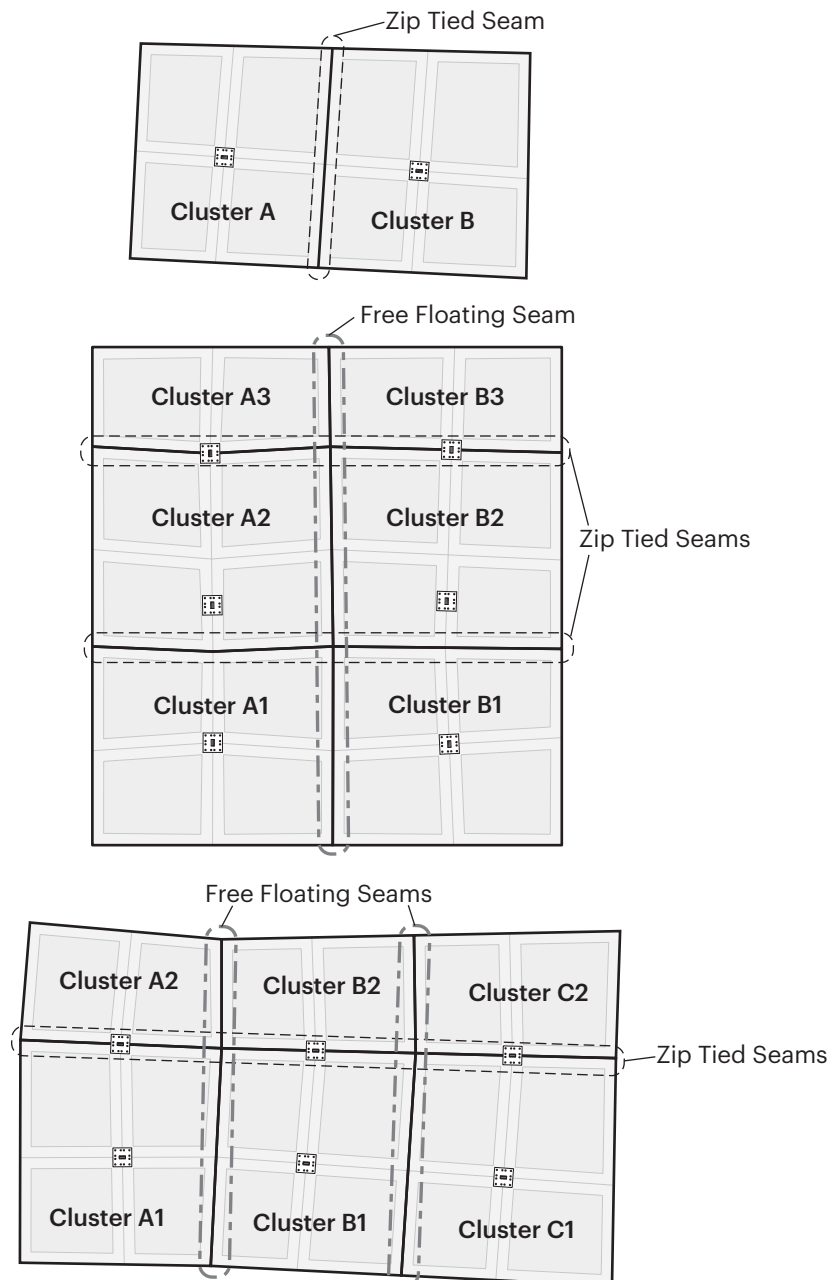 Zip Tied Seam
Cluster A
Cluster B
Free Floating Seam
Cluster A3
Cluster B3
Cluster A2
Cluster B2
Zip Tied Seams
Cluster A1
Cluster B1
Free Floating Seams
Cluster A2
Cluster B2
Cluster C2
Zip Tied Seams
Cluster A1
Cluster B1
Cluster C1